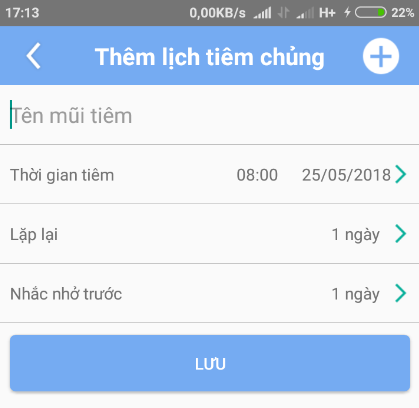 17:13 0,00KB/s H+ 22%
Thêm lịch tiêm chủng
Tên mũi tiêm
Thời gian tiêm 08:00 25/05/2018
Lặp lại 1 ngày
Nhắc nhở trước 1 ngày
LƯU